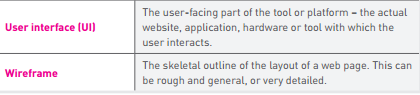 User interface (UI)
The user-facing part of the tool or platform – the actual
website, application, hardware or tool with which the
user interacts.
Wireframe
The skeletal outline of the layout of a web page. This can
be rough and general, or very detailed.